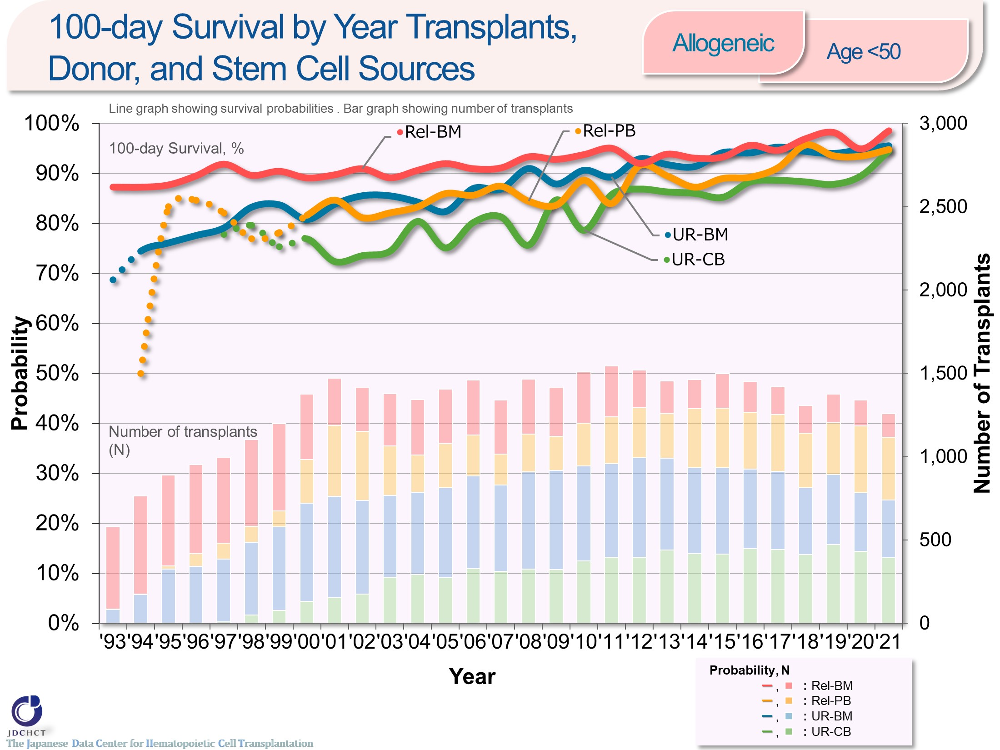 100-day Survival by Year Transplants,
Donor, and Stem Cell Sources
Allogeneic
Age <50
Line graph showing survival probabilities . Bar graph showing number of transplants
100%
90%
80%
70%
60%
50%
40%
30%
20%
10%
0%
Probability
100-day Survival, %
Rel-BM
Rel-PB
UR-BM
UR-CB
Number of transplants
(N)
3,000
2,500
2,000
1,500
1,000
500
0
Number of Transplants
'93 '94 '95 '96 '97 '98 '99 '00 '01 '02 '03 '04 '05 '06 '07 '08 '09 '10 '11 '12 '13 '14 '15 '16 '17 '18 '19 '20 '21
Year
Probability, N
, : Rel-BM
, : Rel-PB
, : UR-BM
, : UR-CB
JDCHCT
The Japanese Data Center for Hematopoietic Cell Transplantation